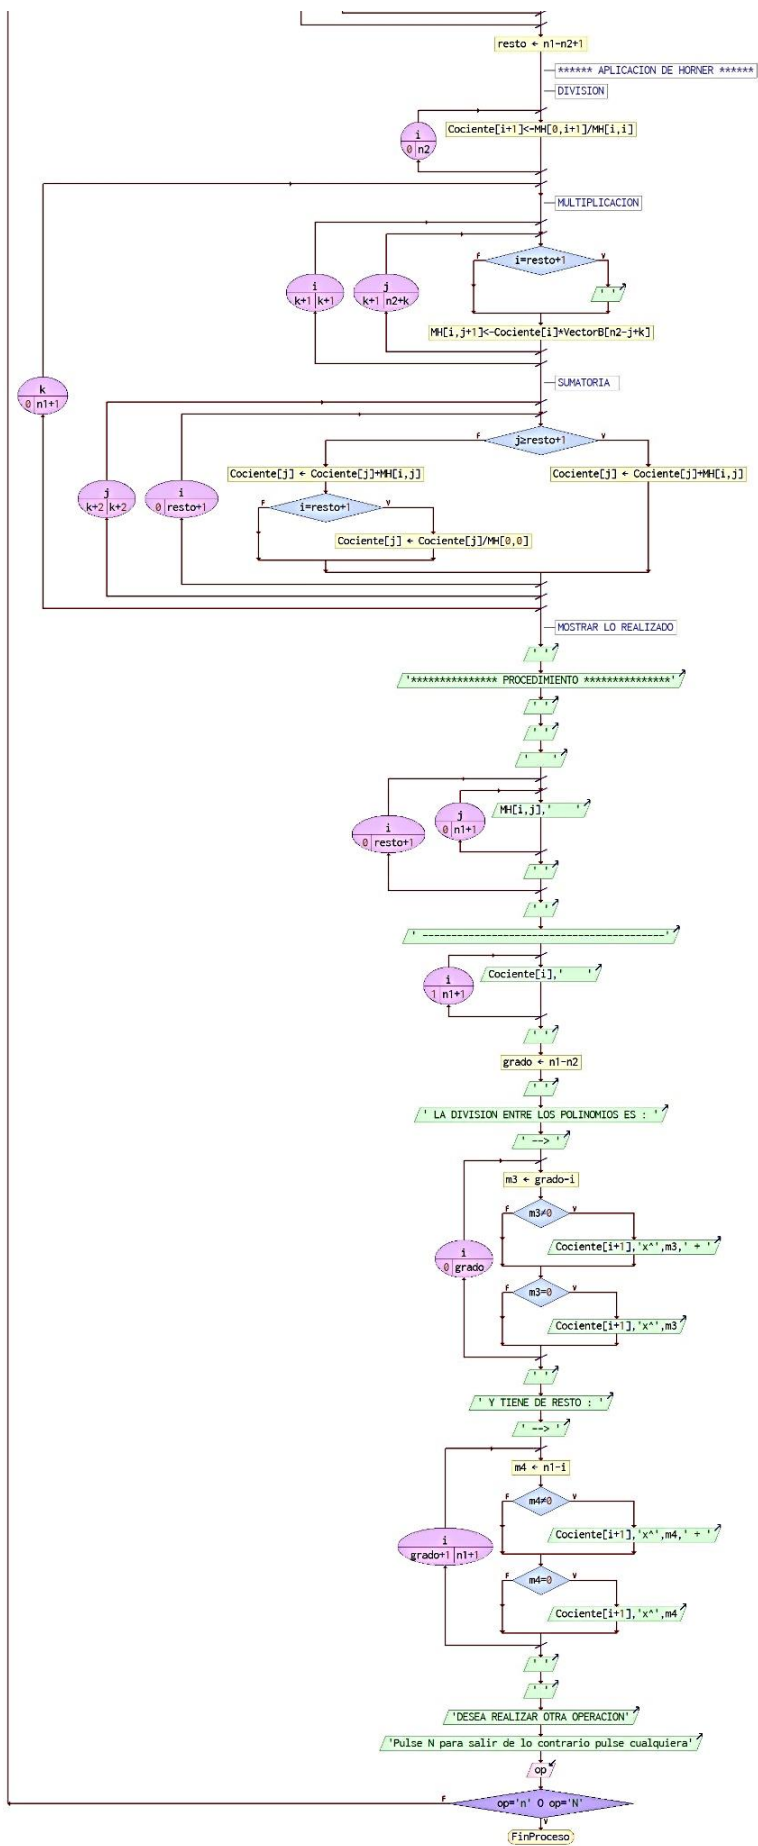 resto ← n1-n2+1
****** APLICACION DE HORNER ******
DIVISION
i
0 n2
Cociente[i+1]<-MH[0,i+1]/MH[i,i]
MULTIPLICACION
i
k+1 k+1
j
k+1 n2+k
i=resto+1
F V
' '
MH[i,j+1]<-Cociente[i]*VectorB[n2-j+k]
k
0 n1+1
SUMATORIA
j
k+2 k+2
i
0 resto+1
j≥resto+1
F V
Cociente[j] ← Cociente[j]+MH[i,j]
Cociente[j] ← Cociente[j]+MH[i,j]
i=resto+1
F V
Cociente[j] ← Cociente[j]/MH[0,0]
MOSTRAR LO REALIZADO
' '
'*************** PROCEDIMIENTO ***************'
' '
' '
'    '
i
0 resto+1
j
0 n1+1
MH[i,j],'    '
' '
' '
' ------------------------------------------'
i
1 n1+1
Cociente[i],'    '
' '
grado ← n1-n2
' '
' LA DIVISION ENTRE LOS POLINOMIOS ES : '
' --> '
i
0 grado
m3 ← grado-i
m3≠0
F V
Cociente[i+1],'x^',m3,' + '
m3=0
F V
Cociente[i+1],'x^',m3
' '
' Y TIENE DE RESTO : '
' --> '
i
grado+1 n1+1
m4 ← n1-i
m4≠0
F V
Cociente[i+1],'x^',m4,' + '
m4=0
F V
Cociente[i+1],'x^',m4
' '
' '
'DESEA REALIZAR OTRA OPERACION'
'Pulse N para salir de lo contrario pulse cualquiera'
op
op='n' O op='N'
F
V
FinProceso